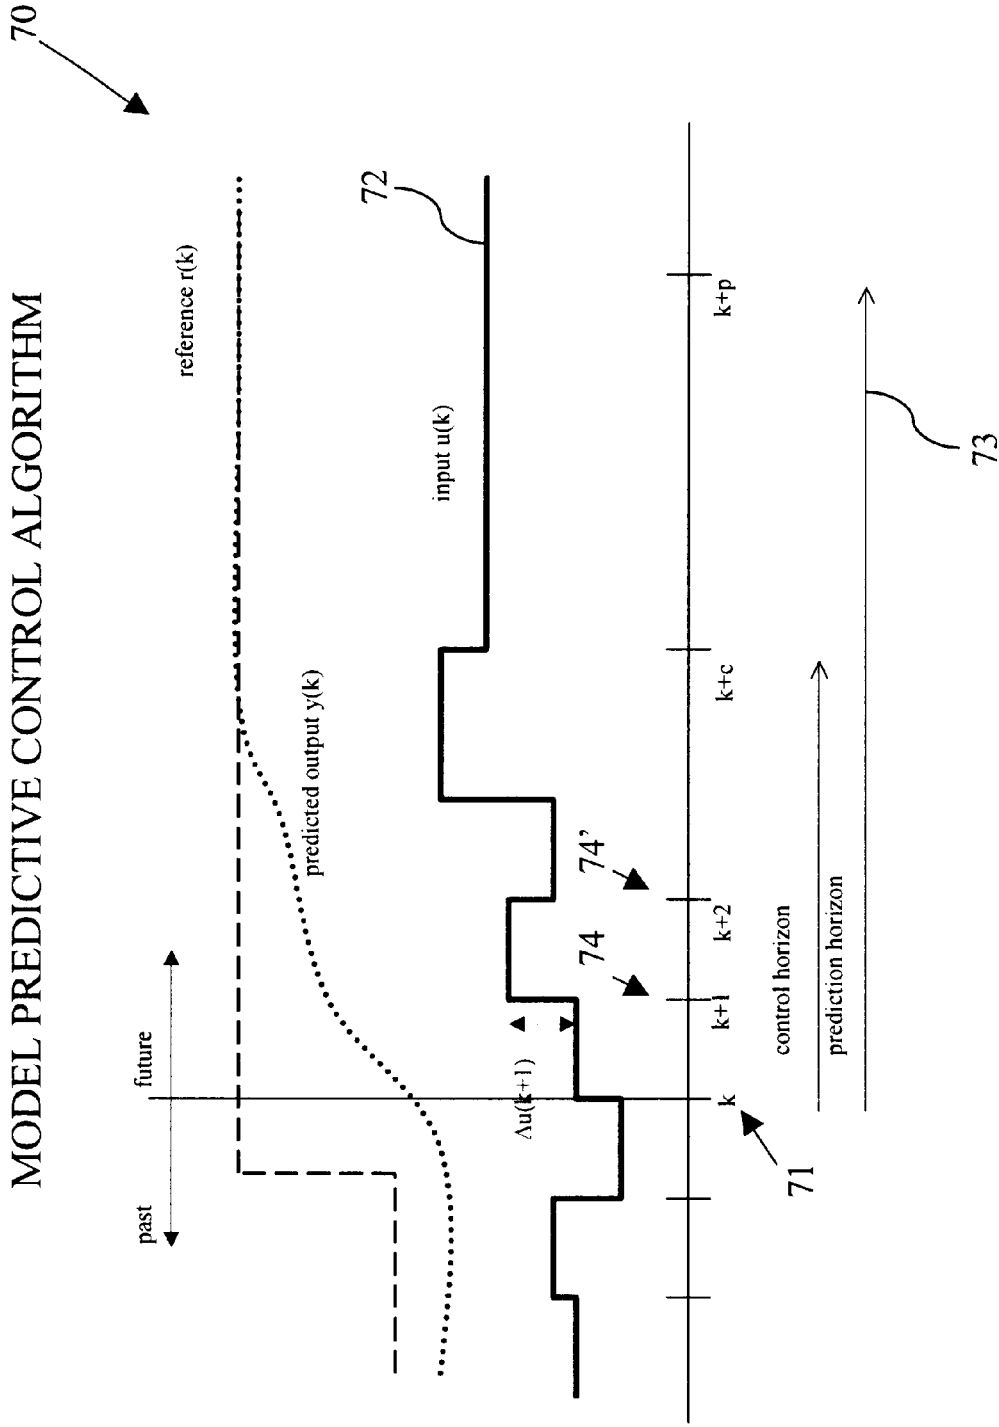 MODEL PREDICTIVE CONTROL ALGORITHM
70
past
future
reference r(k)
predicted output y(k)
72
input u(k)
Δu(k+1)
74
74’
k
k+1
k+2
k+c
k+p
71
control horizon
prediction horizon
73